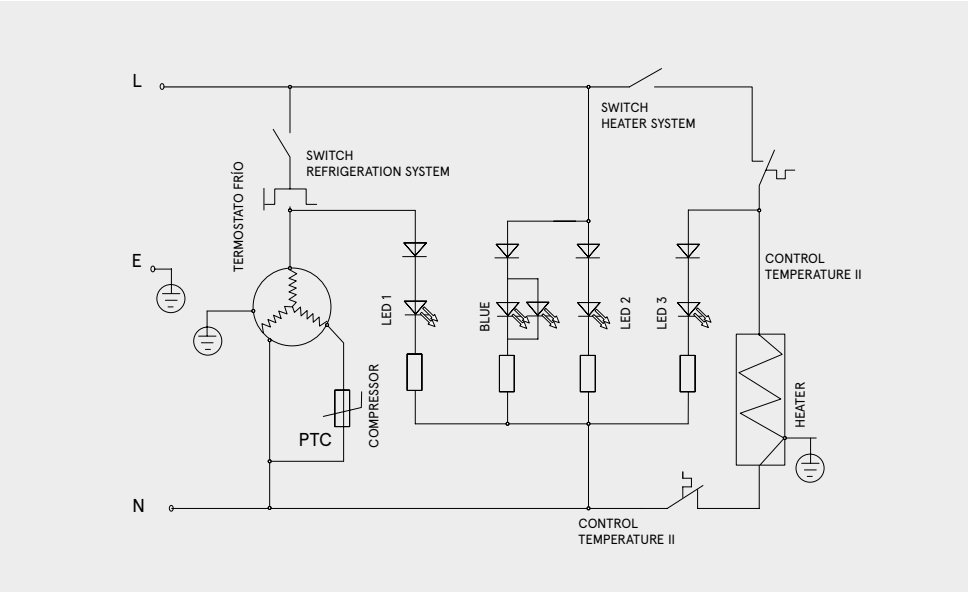 L
SWITCH
HEATER SYSTEM
SWITCH
REFRIGERATION SYSTEM
TERMOSTATO FRÍO
E
CONTROL
TEMPERATURE II
LED 1
BLUE
LED 2
LED 3
HEATER
COMPRESSOR
PTC
N
CONTROL
TEMPERATURE II